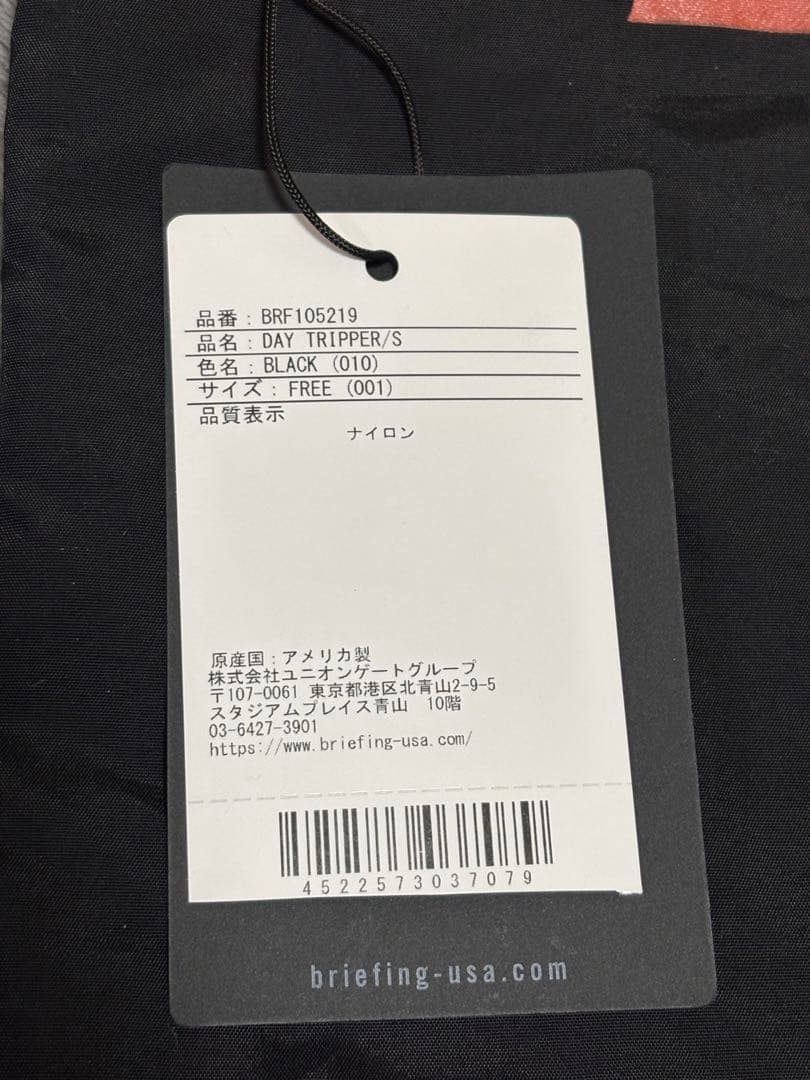 品番：BRF105219
品名：DAY TRIPPER/S
色名：BLACK (010)
サイズ：FREE (001)
品質表示
ナイロン
原産国：アメリカ製
株式会社ユニオンゲートグループ
〒107-0061 東京都港区北青山2-9-5
スタジアムプレイス青山　10階
03-6427-3901
https://www.briefing-usa.com/
4522573037079
briefing-usa.com